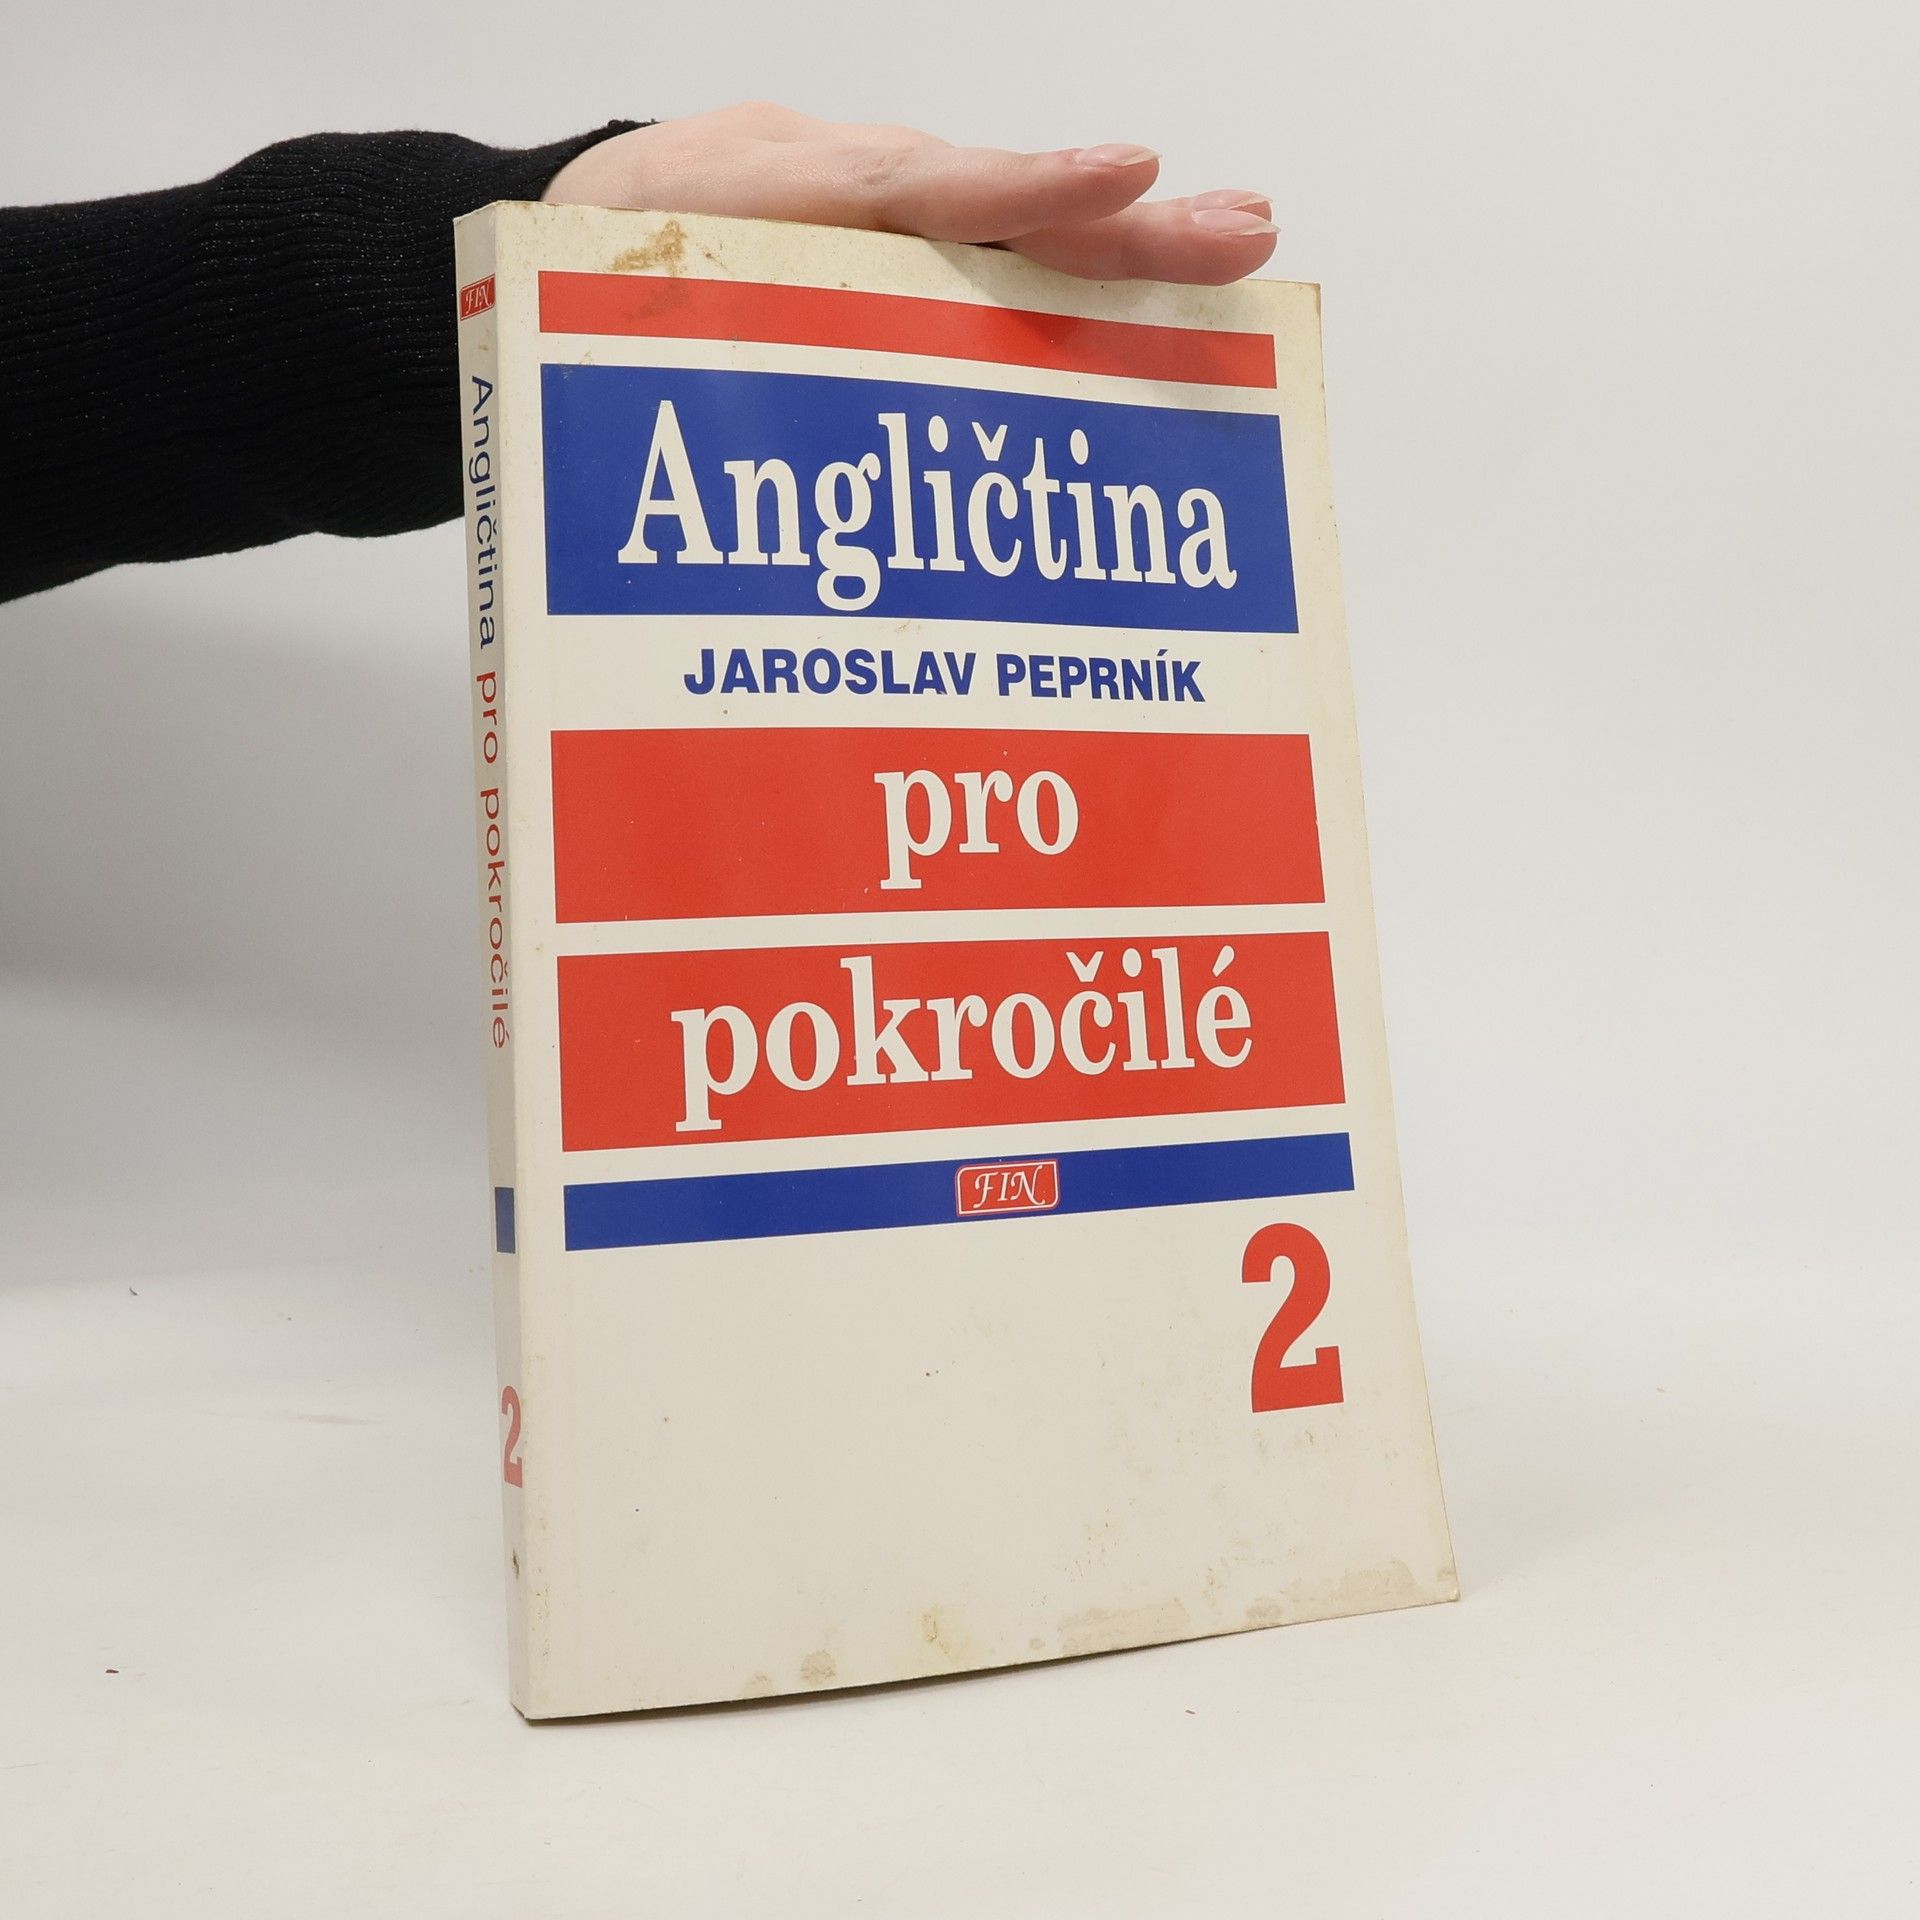 FIN
Angličtina pro pokročilé
2
Angličtina
JAROSLAV PEPRNÍK
pro
pokročilé
FIN
2